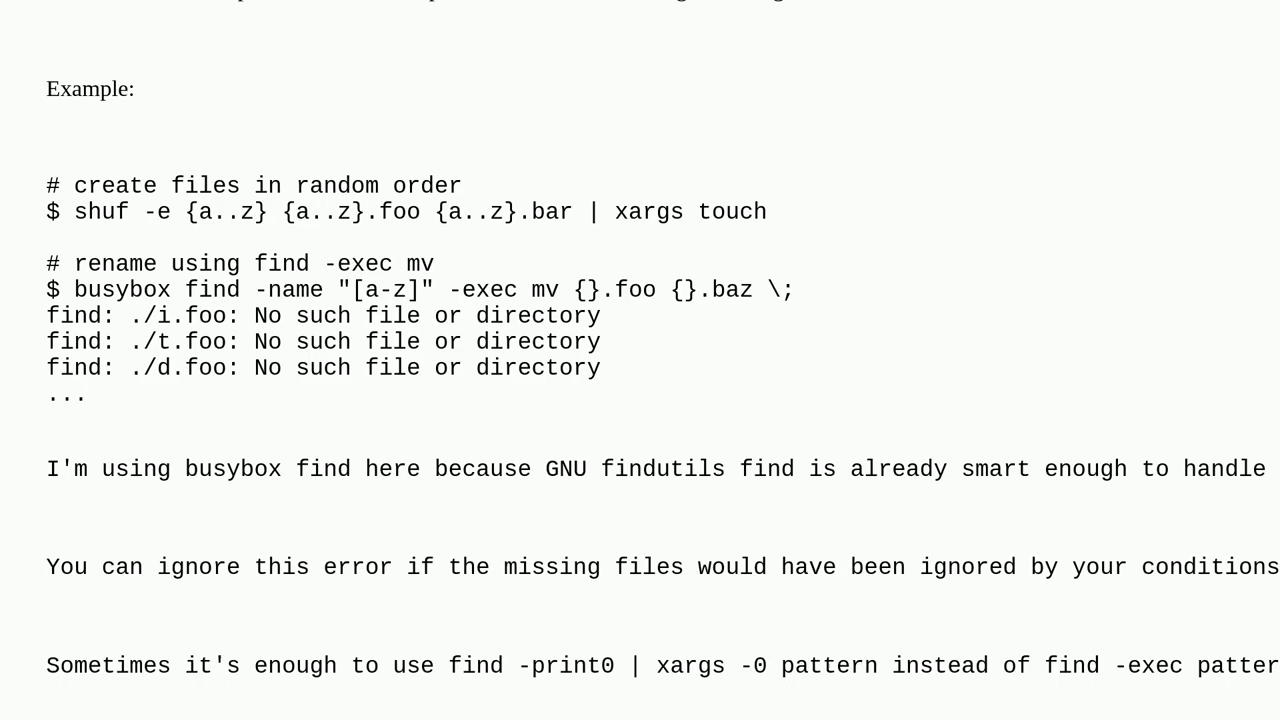 Example:
# create files in random order
$ shuf -e {a..z} {a..z}.foo {a..z}.bar | xargs touch
# rename using find -exec mv
$ busybox find -name "[a-z]" -exec mv {}.foo {}.baz \;
find: ./i.foo: No such file or directory
find: ./t.foo: No such file or directory
find: ./d.foo: No such file or directory
...
I'm using busybox find here because GNU findutils find is already smart enough to handle
You can ignore this error if the missing files would have been ignored by your conditions
Sometimes it's enough to use find -print0 | xargs -0 pattern instead of find -exec patter